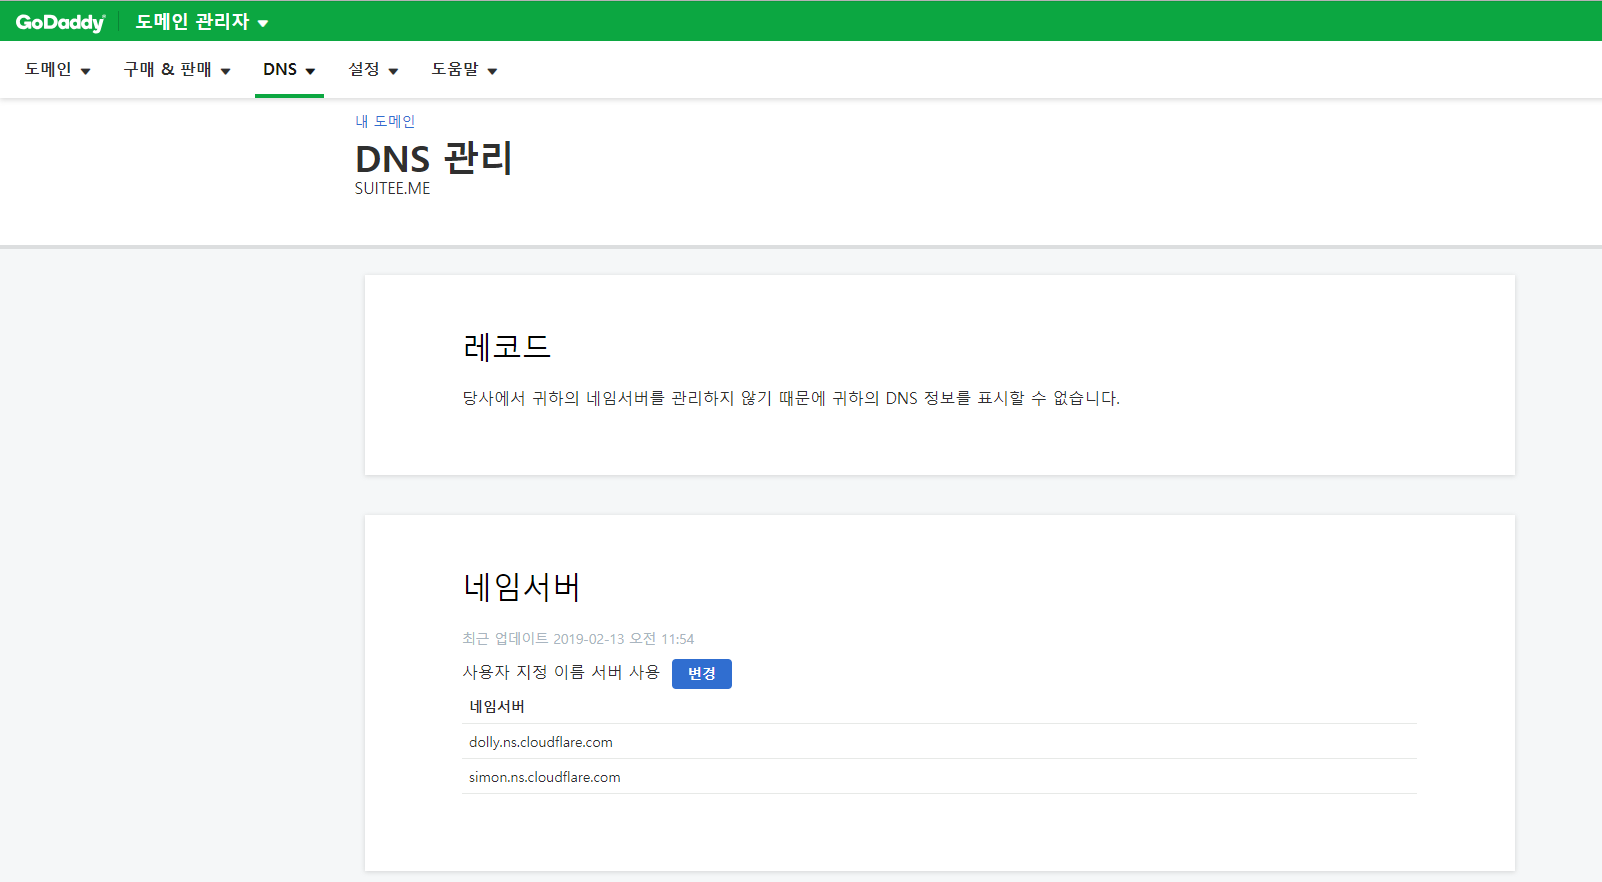 GoDaddy 도메인 관리자
도메인 구매 & 판매 DNS 설정 도움말
내 도메인
DNS 관리
SUITEE.ME
레코드
당사에서 귀하의 네임서버를 관리하지 않기 때문에 귀하의 DNS 정보를 표시할 수 없습니다.
네임서버
최근 업데이트 2019-02-13 오전 11:54
사용자 지정 이름 서버 사용 변경
네임서버
dolly.ns.cloudflare.com
simon.ns.cloudflare.com